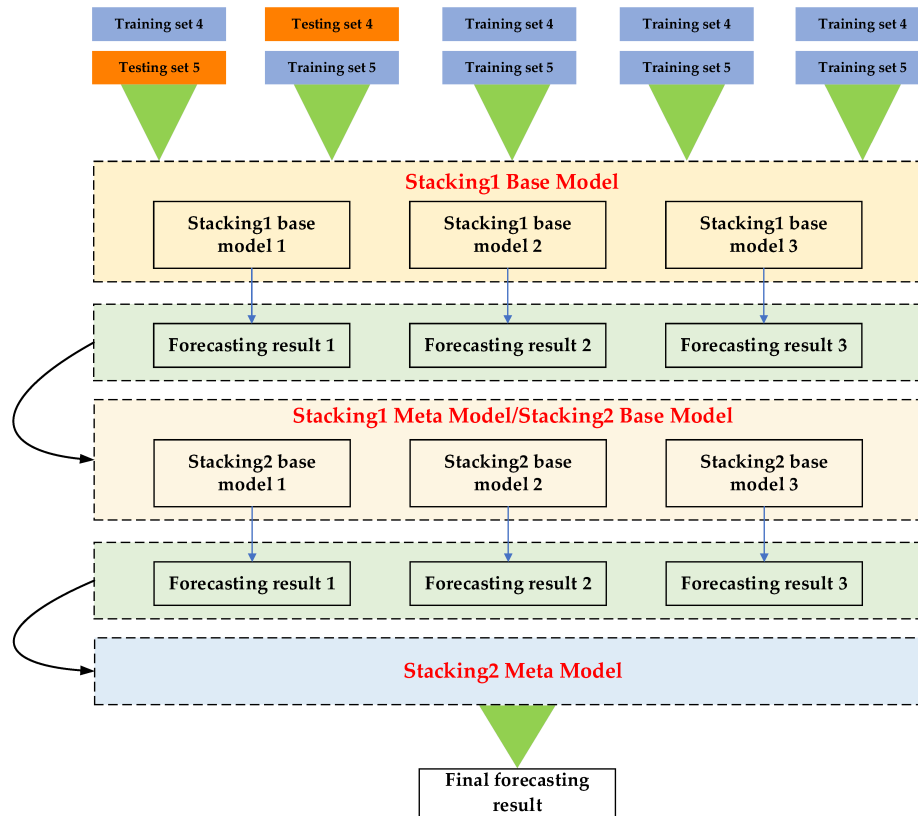 Training set 4
Testing set 4
Training set 4
Training set 4
Training set 4
Testing set 5
Training set 5
Training set 5
Training set 5
Training set 5
Stacking1 Base Model
Stacking1 base
model 1
Stacking1 base
model 2
Stacking1 base
model 3
Forecasting result 1
Forecasting result 2
Forecasting result 3
Stacking1 Meta Model/Stacking2 Base Model
Stacking2 base
model 1
Stacking2 base
model 2
Stacking2 base
model 3
Forecasting result 1
Forecasting result 2
Forecasting result 3
Stacking2 Meta Model
Final forecasting
result